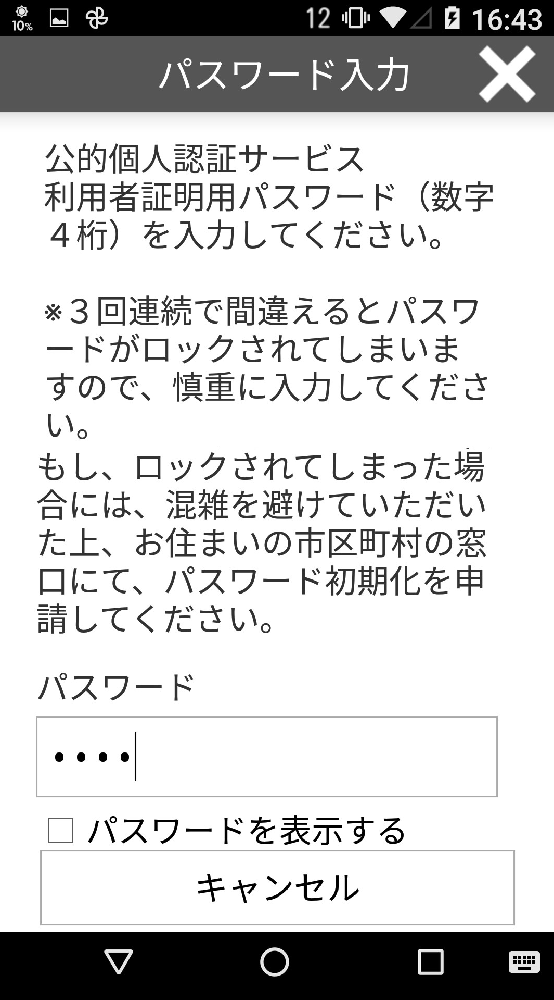 10%
12
16:43
パスワード入力
公的個人認証サービス
利用者証明用パスワード（数字
４桁）を入力してください。
※３回連続で間違えるとパスワ
ードがロックされてしまいま
すので、慎重に入力してくださ
い。
もし、ロックされてしまった場
合には、混雑を避けていただい
た上、お住まいの市区町村の窓
口にて、パスワード初期化を申
請してください。
パスワード
••••
パスワードを表示する
キャンセル